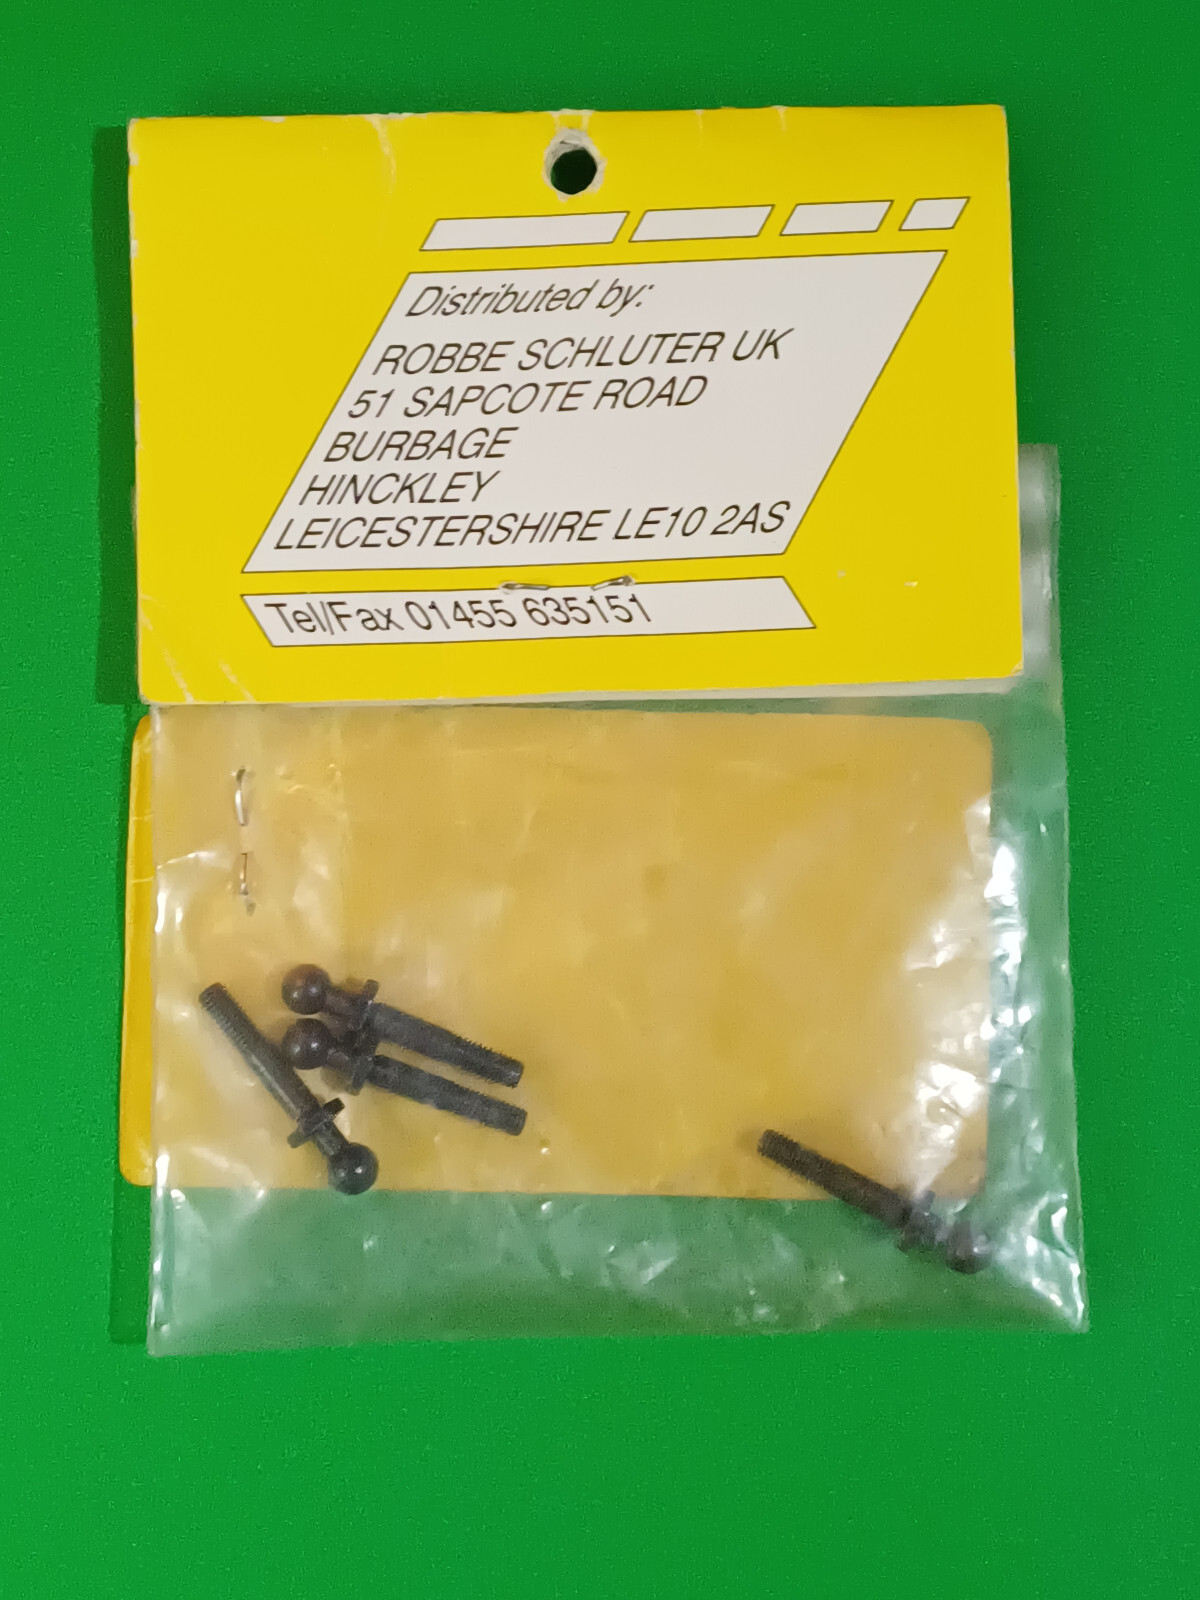 Distributed by:
ROBBE SCHLUTER UK
51 SAPCOTE ROAD
BURBAGE
HINCKLEY
LEICESTERSHIRE LE10 2AS
Tel/Fax 01455 635151